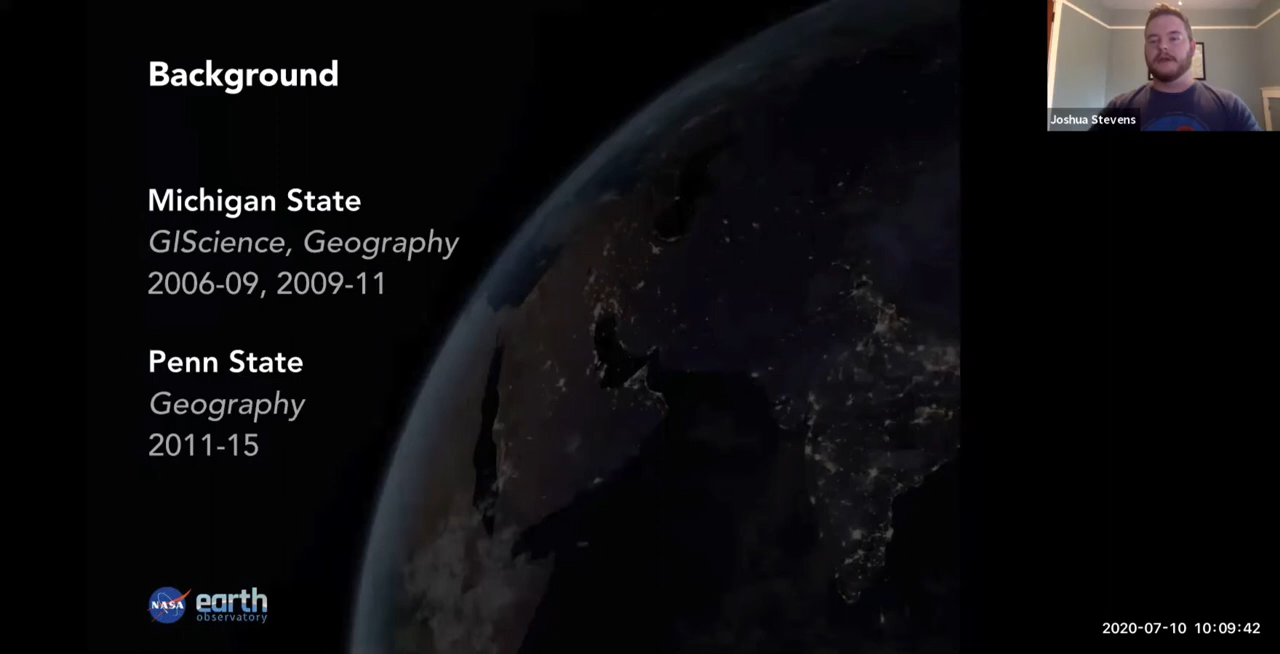 Background
Michigan State
GIScience, Geography
2006-09, 2009-11
Penn State
Geography
2011-15
NASA
earth
observatory
Joshua Stevens
2020-07-10 10:09:42